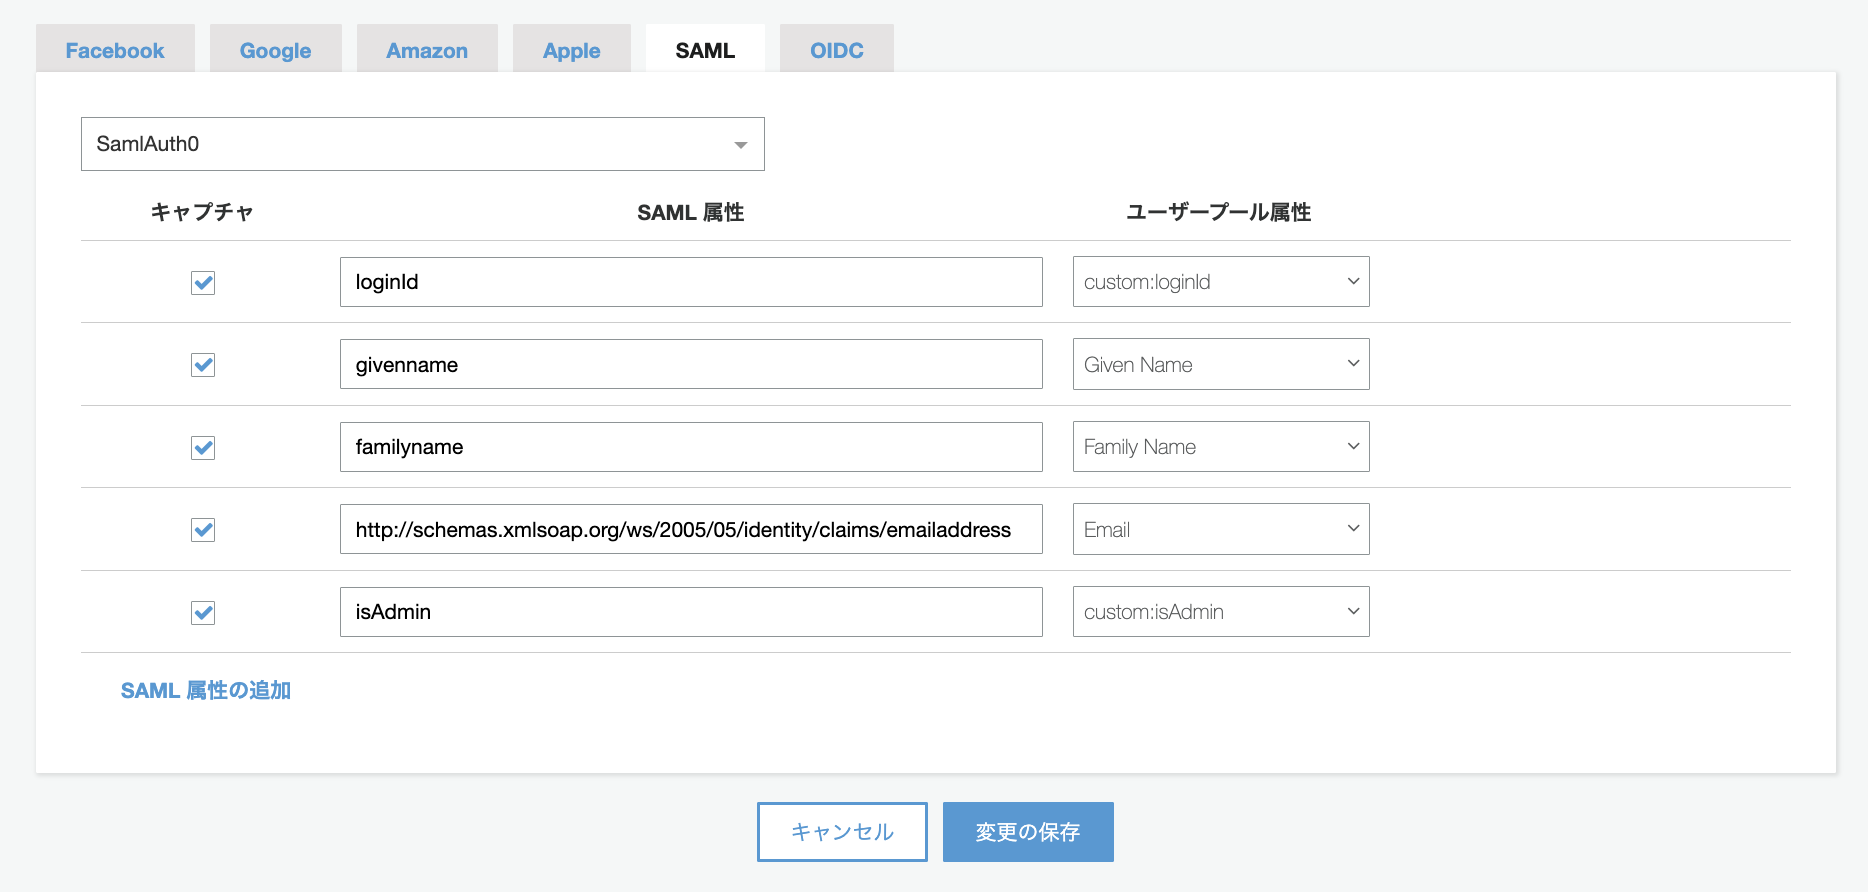 Facebook Google Amazon Apple SAML OIDC
SamlAuth0
キャプチャ SAML 属性 ユーザープール属性
loginId custom:loginId
givenname Given Name
familyname Family Name
http://schemas.xmlsoap.org/ws/2005/05/identity/claims/emailaddress Email
isAdmin custom:isAdmin
SAML 属性の追加
キャンセル 変更の保存